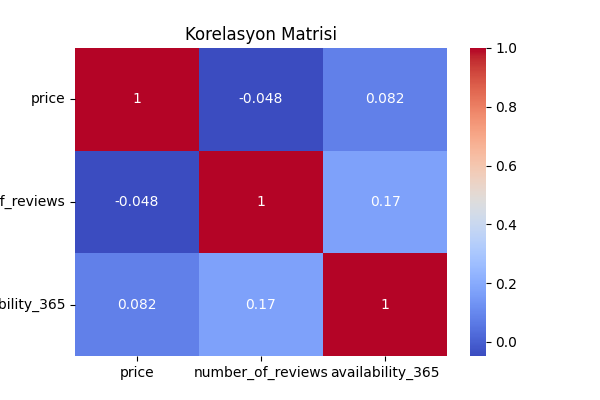 Korelasyon Matrisi
price
1
-0.048
0.082
f_reviews
-0.048
1
0.17
bility_365
0.082
0.17
1
price
number_of_reviews
availability_365
1.0
0.8
0.6
0.4
0.2
0.0